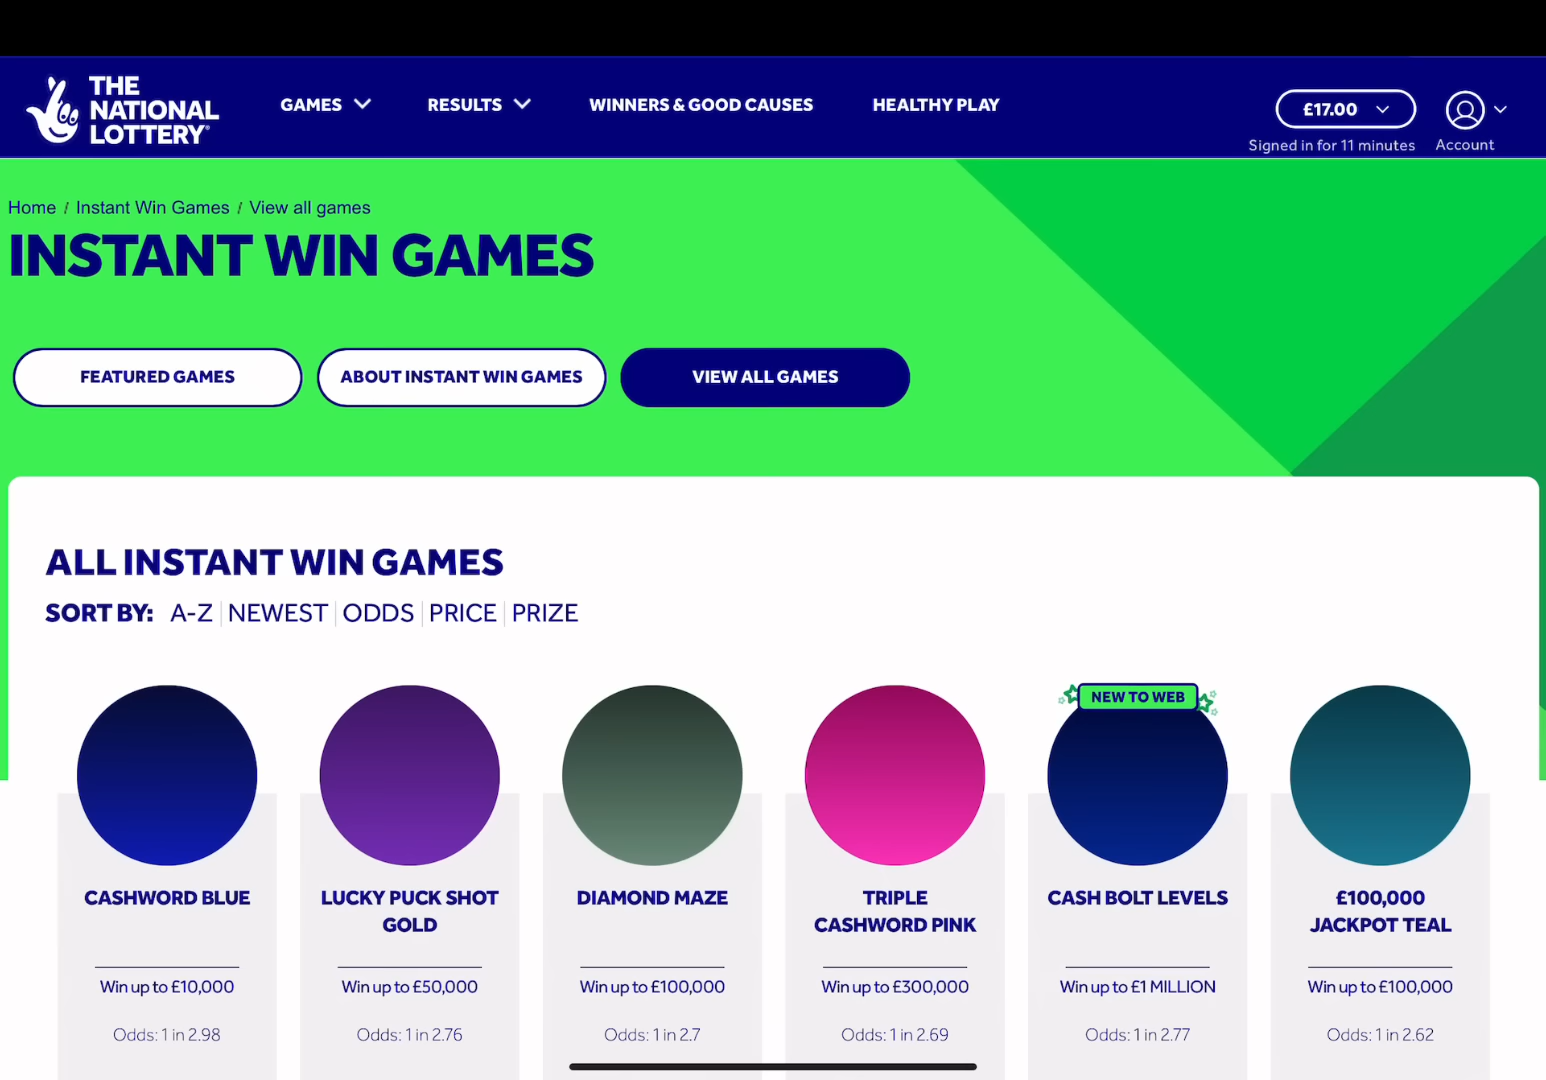 THE
NATIONAL
LOTTERY®
GAMES
RESULTS
WINNERS & GOOD CAUSES
HEALTHY PLAY
£17.00
Signed in for 11 minutes
Account
Home / Instant Win Games / View all games
INSTANT WIN GAMES
FEATURED GAMES
ABOUT INSTANT WIN GAMES
VIEW ALL GAMES
ALL INSTANT WIN GAMES
SORT BY: A-Z NEWEST ODDS PRICE PRIZE
CASHWORD BLUE
Win up to £10,000
Odds: 1 in 2.98
LUCKY PUCK SHOT
GOLD
Win up to £50,000
Odds: 1 in 2.76
DIAMOND MAZE
Win up to £100,000
Odds: 1 in 2.7
TRIPLE
CASHWORD PINK
Win up to £300,000
Odds: 1 in 2.69
NEW TO WEB
CASH BOLT LEVELS
Win up to £1 MILLION
Odds: 1 in 2.77
£100,000
JACKPOT TEAL
Win up to £100,000
Odds: 1 in 2.62